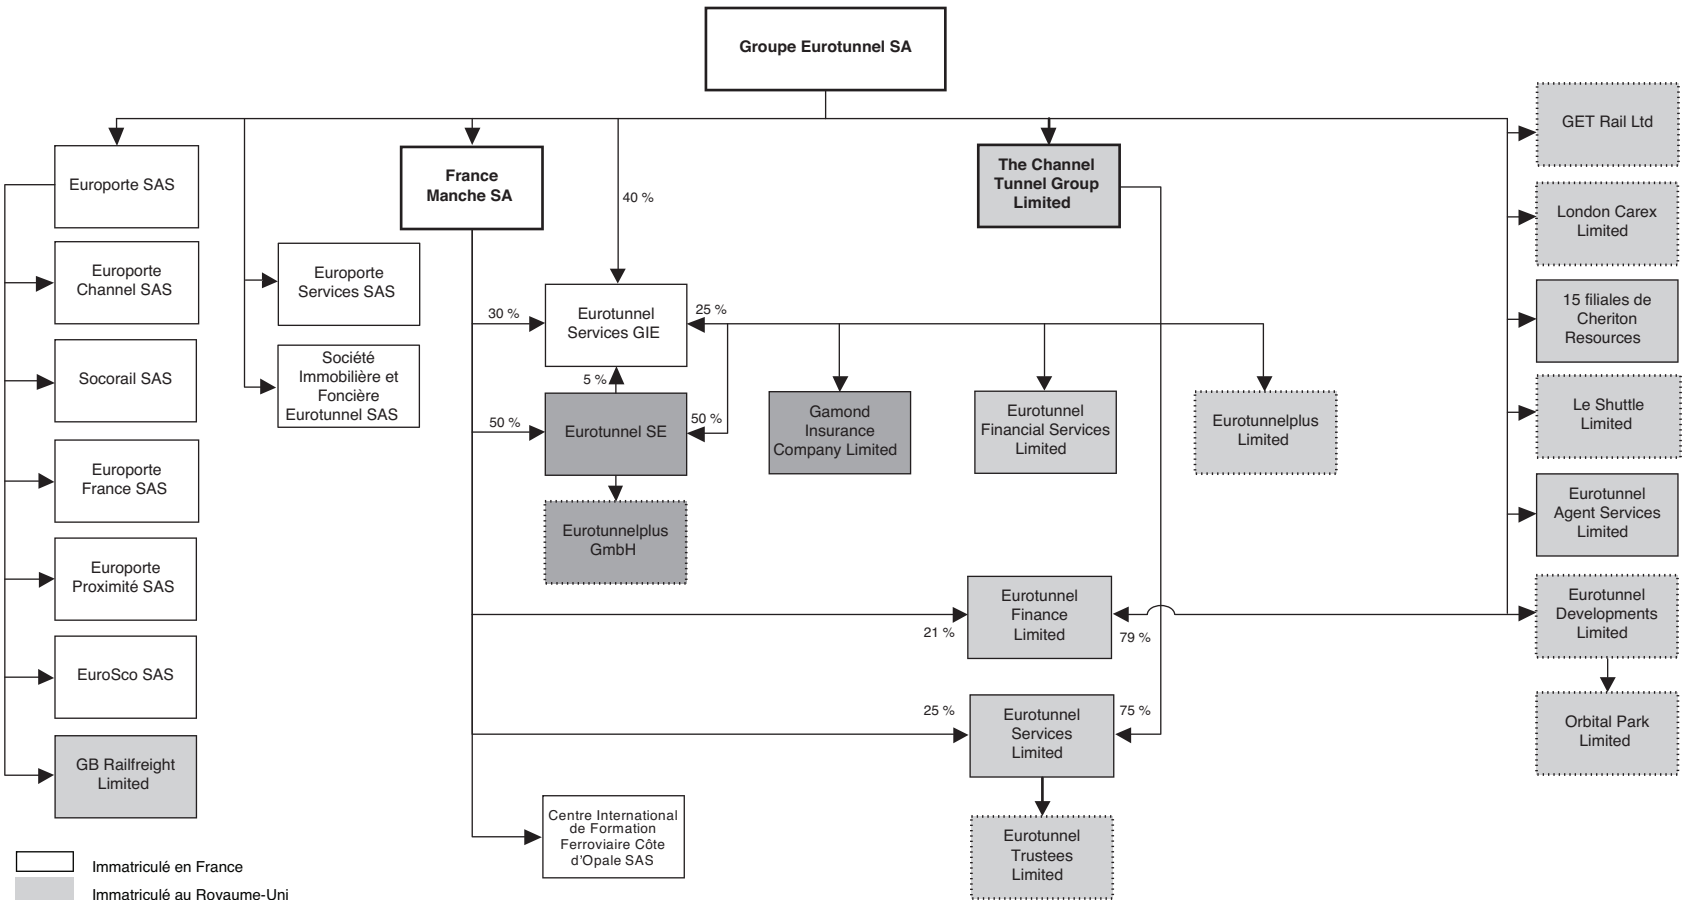 Groupe Eurotunnel SA
Europorte SAS
France
Manche SA
40 %
The Channel
Tunnel Group
Limited
GET Rail Ltd
London Carex
Limited
Europorte
Channel SAS
Europorte
Services SAS
30 %
Eurotunnel
Services GIE
25 %
15 filiales de
Cheriton
Resources
Socorail SAS
Société
Immobilière et
Foncière
Eurotunnel SAS
5 %
50 %
Eurotunnel SE
50 %
Gamond
Insurance
Company Limited
Eurotunnel
Financial Services
Limited
Eurotunnelplus
Limited
Le Shuttle
Limited
Europorte
France SAS
Eurotunnelplus
GmbH
Eurotunnel
Agent Services
Limited
Europorte
Proximité SAS
Eurotunnel
Finance
Limited
21 %
79 %
Eurotunnel
Developments
Limited
EuroSco SAS
25 %
Eurotunnel
Services
Limited
75 %
Orbital Park
Limited
GB Railfreight
Limited
Centre International
de Formation
Ferroviaire Côte
d'Opale SAS
Eurotunnel
Trustees
Limited
Immatriculé en France
Immatriculé au Royaume-Uni